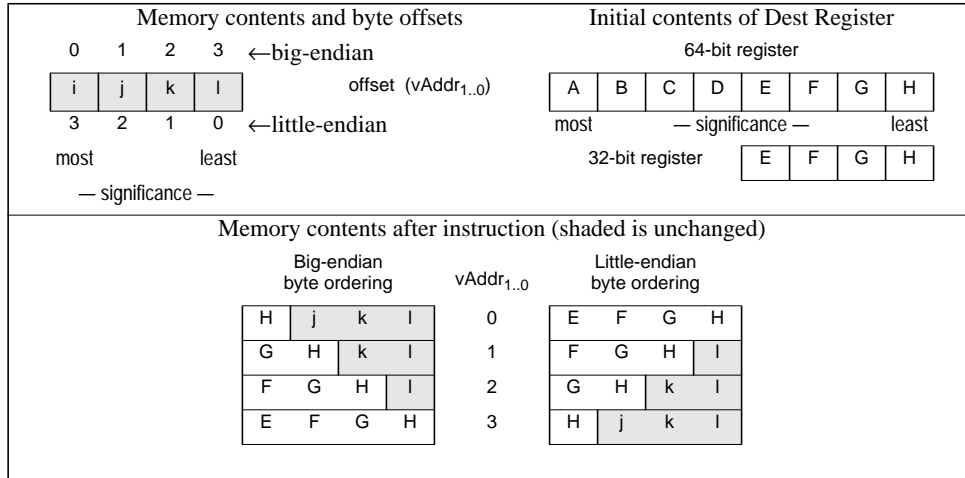 Memory contents and byte offsets
Initial contents of Dest Register
0 1 2 3 ←big-endian
64-bit register
i j k l
offset (vAddr1..0)
A B C D E F G H
3 2 1 0 ←little-endian
most — significance — least
most least
32-bit register
E F G H
— significance —
Memory contents after instruction (shaded is unchanged)
Big-endian
byte ordering
vAddr1..0
Little-endian
byte ordering
H j k l 0 E F G H
G H k l 1 F G H l
F G H l 2 G H k l
E F G H 3 H j k l